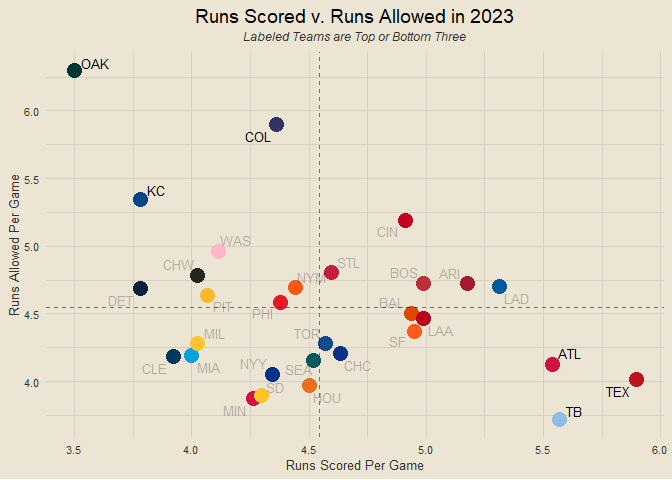 Runs Scored v. Runs Allowed in 2023
Labeled Teams are Top or Bottom Three
OAK
6.0
COL
5.5
KC
CIN
WAS
5.0
CHW
STL
BOS
ARI
NYM
DET
PIT
LAD
BAL
PHI
4.5
MIL
TOR
SF
LAA
CLE
MIA
NYY
SEA
CHC
ATL
4.0
SD
HOU
MIN
TEX
TB
3.5
4.0
4.5
5.0
5.5
6.0
Runs Scored Per Game
Runs Allowed Per Game